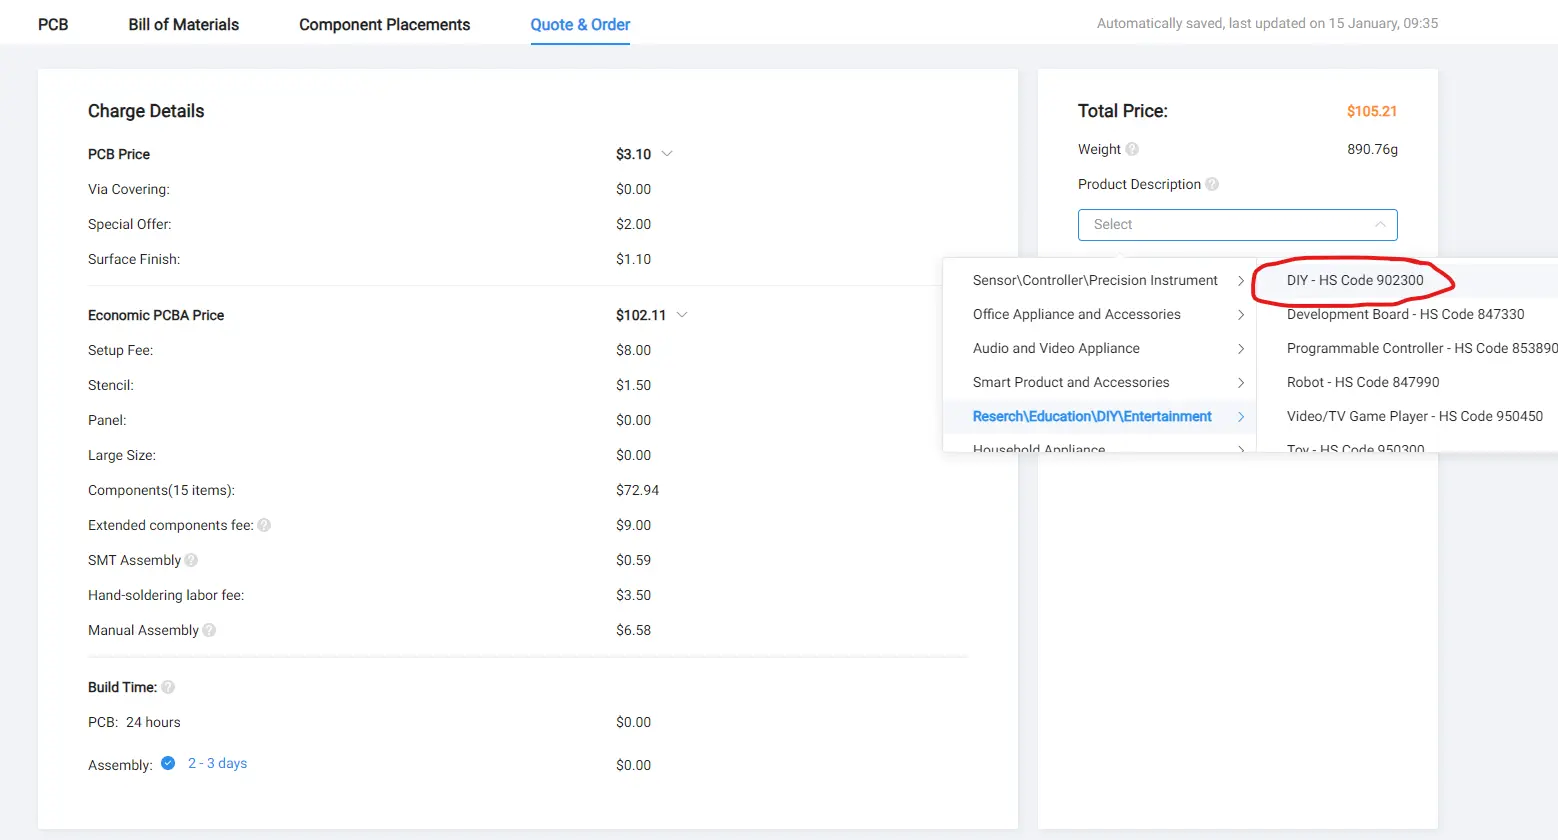 PCB Bill of Materials Component Placements Quote & Order Automatically saved, last updated on 15 January, 09:35
Charge Details
PCB Price $3.10
Via Covering: $0.00
Special Offer: $2.00
Surface Finish: $1.10
Economic PCBA Price $102.11
Setup Fee: $8.00
Stencil: $1.50
Panel: $0.00
Large Size: $0.00
Components(15 items): $72.94
Extended components fee: ? $9.00
SMT Assembly ? $0.59
Hand-soldering labor fee: $3.50
Manual Assembly ? $6.58
Build Time: ?
PCB: 24 hours $0.00
Assembly: 2 - 3 days $0.00
Total Price: $105.21
Weight ? 890.76g
Product Description ?
Select
Sensor\Controller\Precision Instrument
Office Appliance and Accessories
Audio and Video Appliance
Smart Product and Accessories
Reserch\Education\DIY\Entertainment
Household Appliance
DIY - HS Code 902300
Development Board - HS Code 847330
Programmable Controller - HS Code 853890
Robot - HS Code 847990
Video/TV Game Player - HS Code 950450
Toy - HS Code 950300